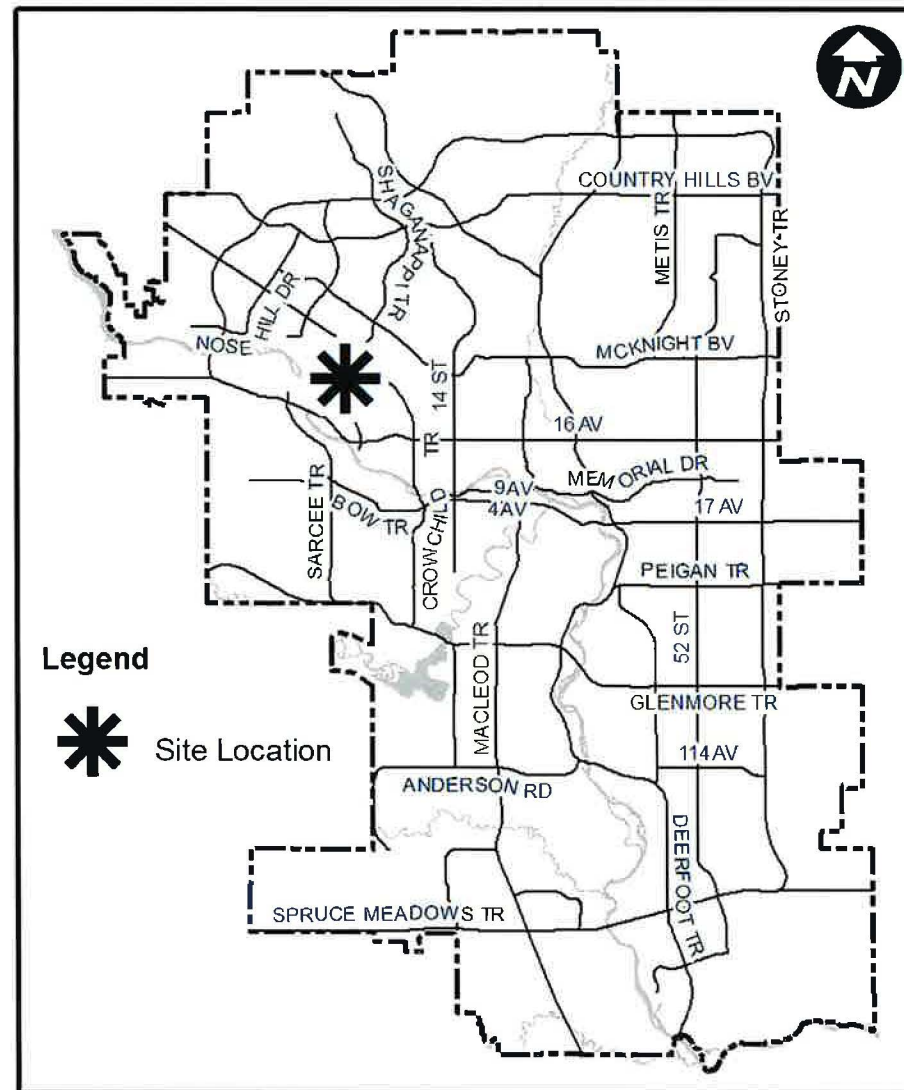 N
COUNTRY HILLS BV
SHAGANAPPI TR
METIS TR
STONEY TR
NOSE HILL DR
MCKNIGHT BV
14 ST
16 AV
MEMORIAL DR
SARCEE TR
BOW TR
CROWCHILD TR
9 AV
4 AV
17 AV
PEIGAN TR
52 ST
MACLEOD TR
Legend
GLENMORE TR
Site Location
114 AV
ANDERSON RD
DEERFOOT TR
SPRUCE MEADOWS TR